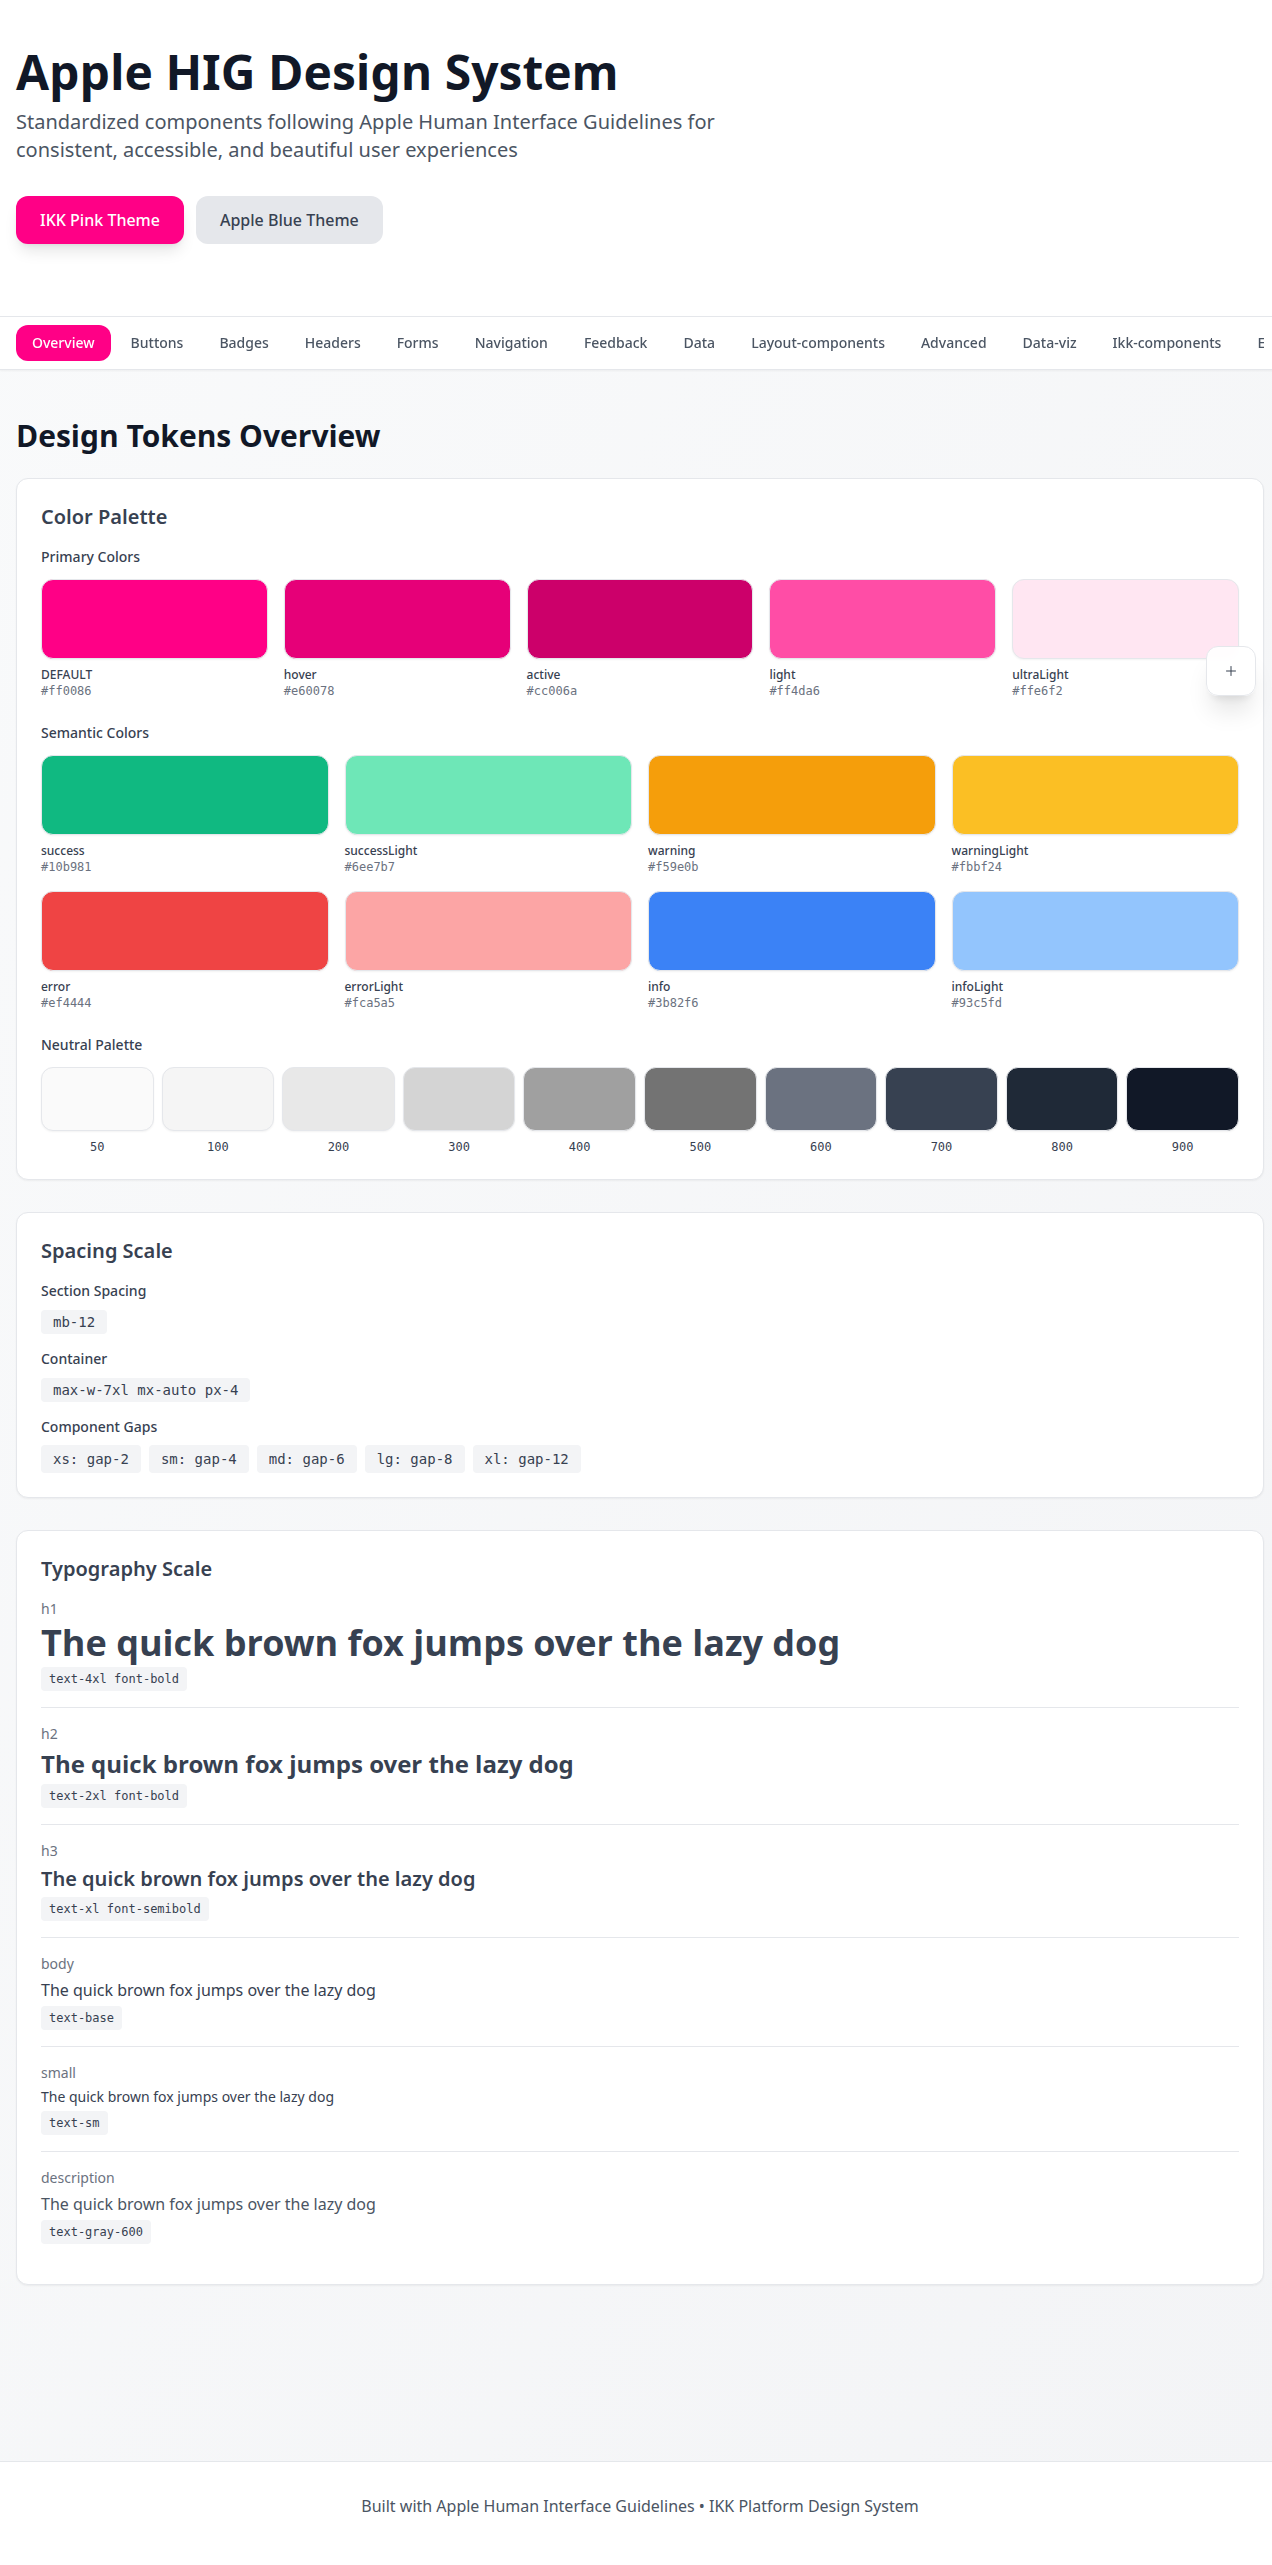 Apple HIG Design System
Standardized components following Apple Human Interface Guidelines for
consistent, accessible, and beautiful user experiences
IKK Pink Theme
Apple Blue Theme
Overview
Buttons
Badges
Headers
Forms
Navigation
Feedback
Data
Layout-components
Advanced
Data-viz
Ikk-components
E
Design Tokens Overview
Color Palette
Primary Colors
DEFAULT
#ff0086
hover
#e60078
active
#cc006a
light
#ff4da6
ultraLight
#ffe6f2
+
Semantic Colors
success
#10b981
successLight
#6ee7b7
warning
#f59e0b
warningLight
#fbbf24
error
#ef4444
errorLight
#fca5a5
info
#3b82f6
infoLight
#93c5fd
Neutral Palette
50
100
200
300
400
500
600
700
800
900
Spacing Scale
Section Spacing
mb-12
Container
max-w-7xl mx-auto px-4
Component Gaps
xs: gap-2
sm: gap-4
md: gap-6
lg: gap-8
xl: gap-12
Typography Scale
h1
The quick brown fox jumps over the lazy dog
text-4xl font-bold
h2
The quick brown fox jumps over the lazy dog
text-2xl font-bold
h3
The quick brown fox jumps over the lazy dog
text-xl font-semibold
body
The quick brown fox jumps over the lazy dog
text-base
small
The quick brown fox jumps over the lazy dog
text-sm
description
The quick brown fox jumps over the lazy dog
text-gray-600
Built with Apple Human Interface Guidelines • IKK Platform Design System